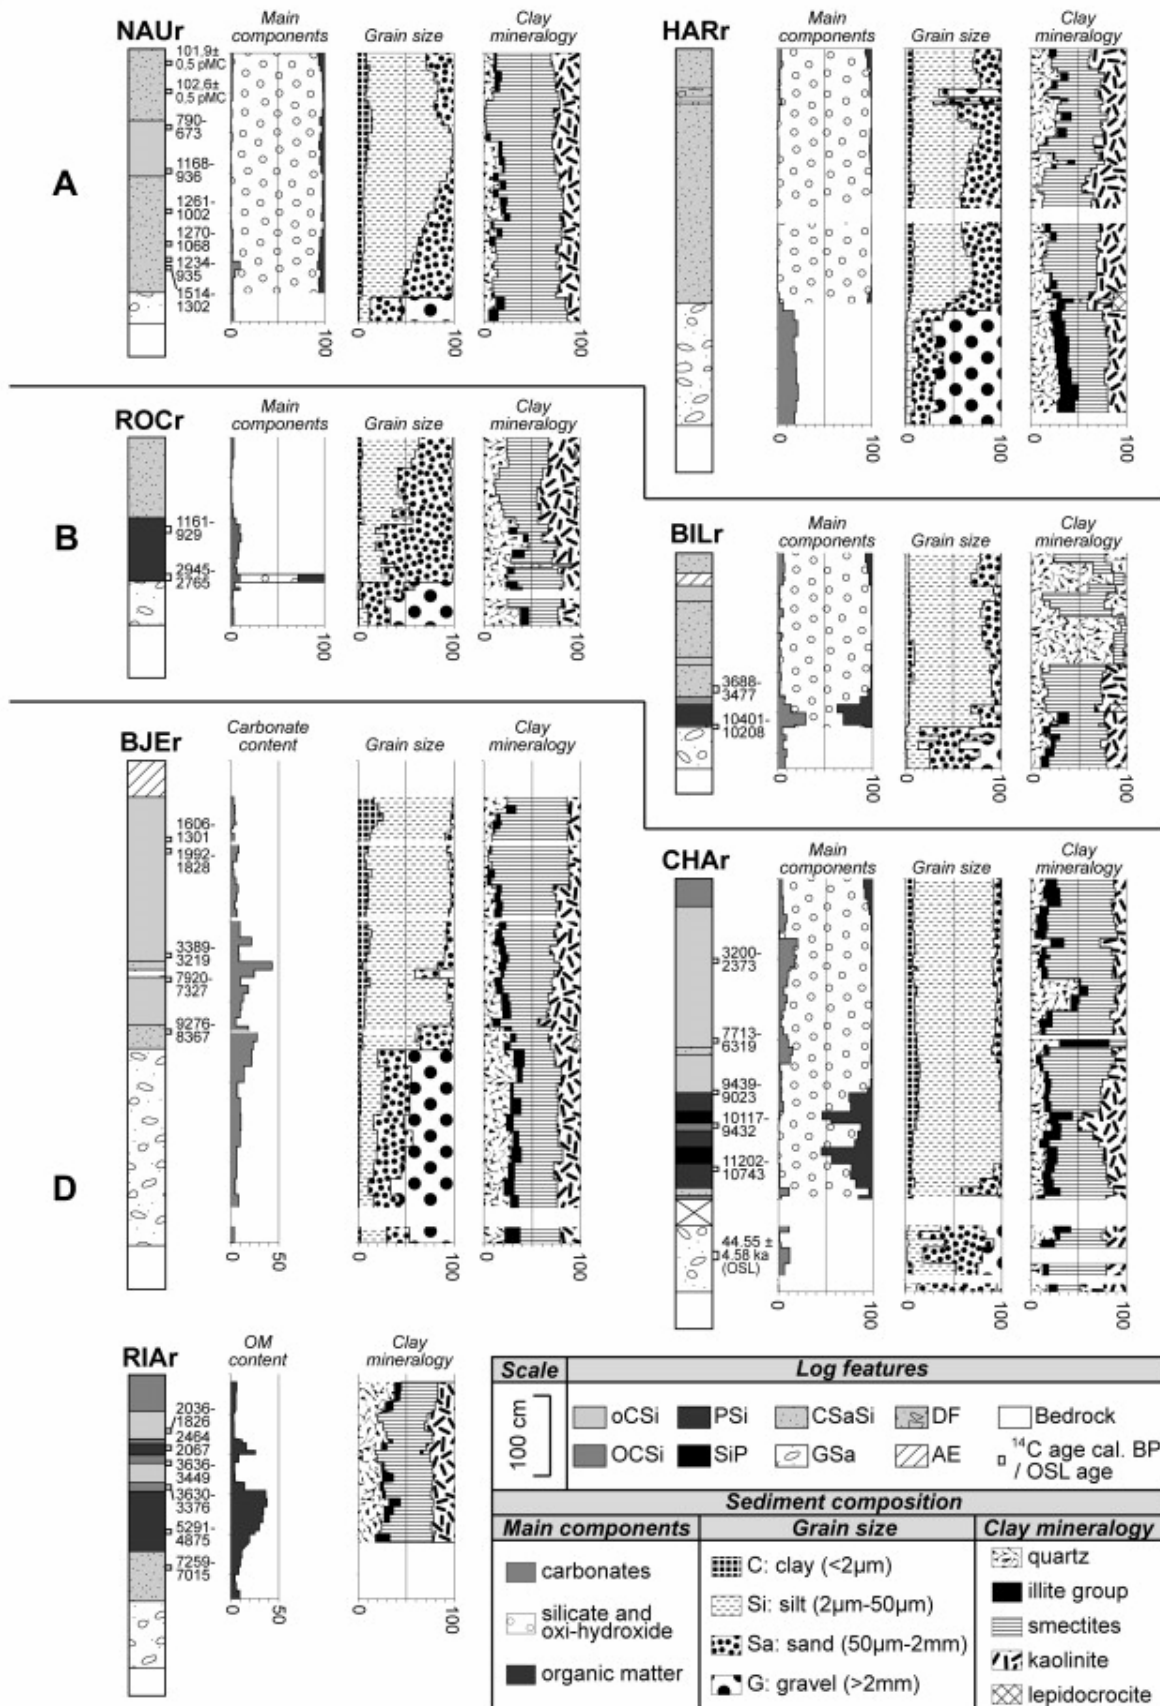 NAUr
Main
components
Grain size
Clay
mineralogy
101,9±
0.5 pMC
102.6±
0.5 pMC
790-
673
1168-
936
1261-
1002
1270-
1068
1234-
935
1514-
1302
0
100
0
100
0
100
A
HARr
Main
components
Grain size
Clay
mineralogy
0
100
0
100
0
100
ROCr
Main
components
Grain size
Clay
mineralogy
1161-
929
2945-
2765
0
100
0
100
0
100
B
BILr
Main
components
Grain size
Clay
mineralogy
3688-
3477
10401-
10208
0
100
0
100
0
100
BJEr
Carbonate
content
Grain size
Clay
mineralogy
1606-
1301
1992-
1828
3389-
3219
7920-
7327
9276-
8367
0
50
0
100
0
100
D
CHAr
Main
components
Grain size
Clay
mineralogy
3200-
2373
7713-
6319
9439-
9023
10117-
9432
11202-
10743
44.55 ±
4.58 ka
(OSL)
0
100
0
100
0
100
RIAr
OM
content
Clay
mineralogy
2036-
1826
2464-
2067
3636-
3449
3630-
3376
5291-
4875
7259-
7015
0
50
0
100
Scale
Log features
100 cm
oCSi PSi CSaSi DF Bedrock
OCSi SiP GSa AE ¹⁴C age cal. BP
/ OSL age
Sediment composition
Main components Grain size Clay mineralogy
carbonates
silicate and
oxi-hydroxide
organic matter
C: clay (<2µm)
Si: silt (2µm-50µm)
Sa: sand (50µm-2mm)
G: gravel (>2mm)
quartz
illite group
smectites
kaolinite
lepidocrocite